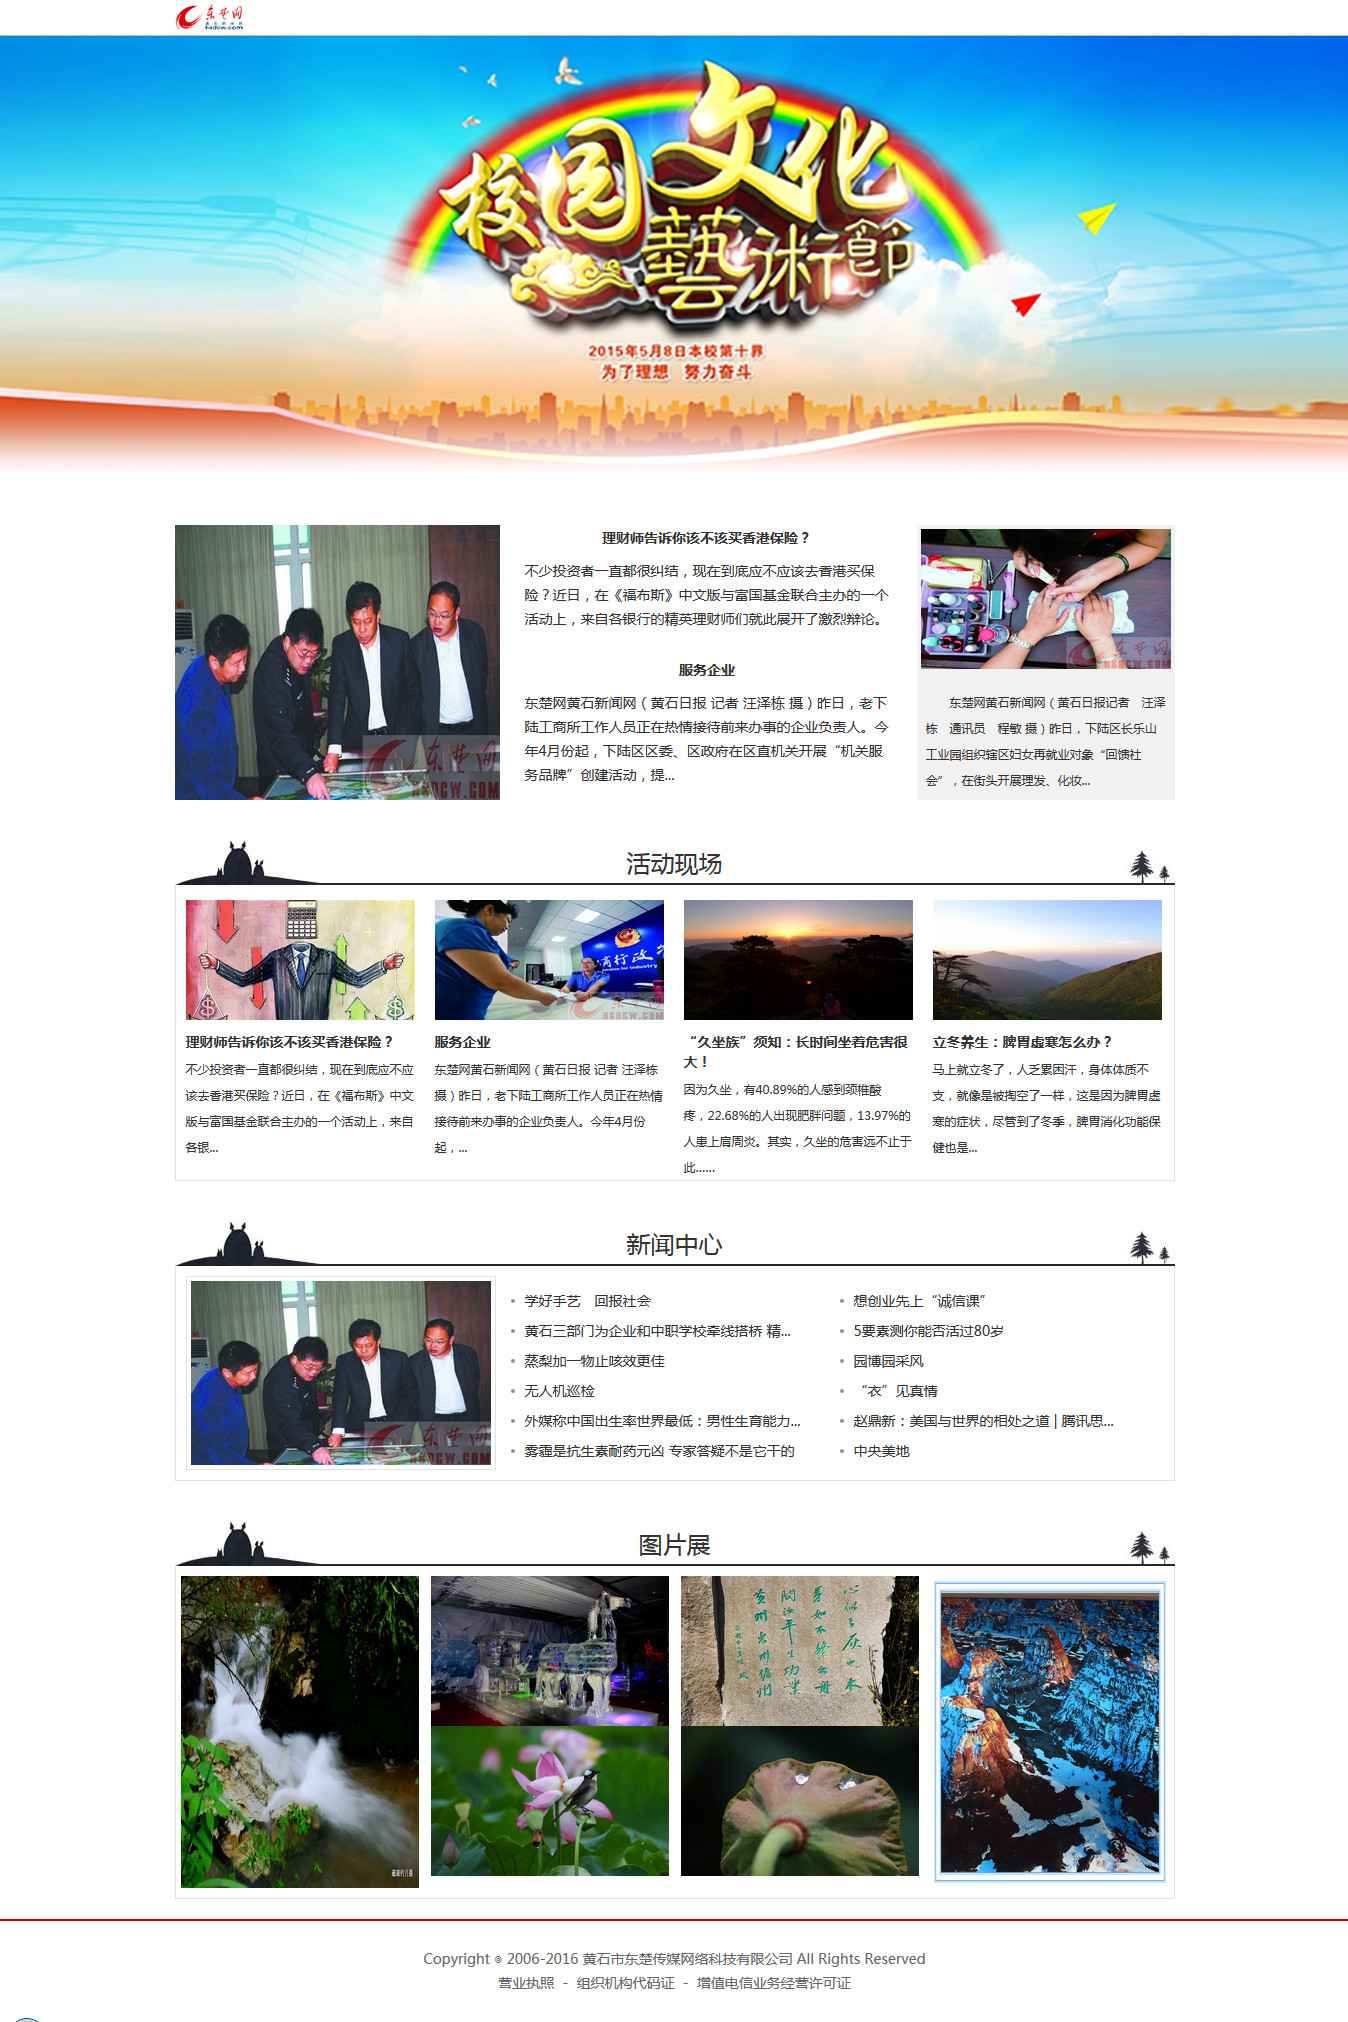 东楚网
hsdcw.com
校园文化
藝術節
2015年5月8日本校第十界
为了理想 努力奋斗
理财师告诉你该不该买香港保险？
不少投资者一直都很纠结，现在到底应不应该去香港买保
险？近日，在《福布斯》中文版与富国基金联合主办的一个
活动上，来自各银行的精英理财师们就此展开了激烈辩论。
服务企业
东楚网黄石新闻网（黄石日报 记者 汪泽栋 摄）昨日，老下
陆工商所工作人员正在热情接待前来办事的企业负责人。今
年4月份起，下陆区区委、区政府在区直机关开展“机关服
务品牌”创建活动，提...
东楚网
HSDCW.COM
东楚网黄石新闻网（黄石日报记者 汪泽
栋 通讯员 程敏 摄）昨日，下陆区长乐山
工业园组织辖区妇女再就业对象“回馈社
会”，在街头开展理发、化妆...
活动现场
理财师告诉你该不该买香港保险？
不少投资者一直都很纠结，现在到底应不应
该去香港买保险？近日，在《福布斯》中文
版与富国基金联合主办的一个活动上，来自
各银...
服务企业
东楚网黄石新闻网（黄石日报 记者 汪泽栋
摄）昨日，老下陆工商所工作人员正在热情
接待前来办事的企业负责人。今年4月份
起，...
“久坐族”须知：长时间坐着危害很
大！
因为久坐，有40.89%的人感到颈椎酸
疼，22.68%的人出现肥胖问题，13.97%的
人患上肩周炎。其实，久坐的危害远不止于
此......
立冬养生：脾胃虚寒怎么办？
马上就立冬了，人乏累困汗，身体体质不
支，就像是被掏空了一样，这是因为脾胃虚
寒的症状，尽管到了冬季，脾胃消化功能保
健也是...
新闻中心
学好手艺 回报社会
黄石三部门为企业和中职学校牵线搭桥 精...
蒸梨加一物止咳效更佳
无人机巡检
外媒称中国出生率世界最低：男性生育能力...
雾霾是抗生素耐药元凶 专家答疑不是它干的
想创业先上“诚信课”
5要素测你能否活过80岁
园博园采风
“衣”见真情
赵鼎新：美国与世界的相处之道 | 腾讯思...
中央美地
图片展
心似已灰之木
身如不繫之舟
問汝平生功業
黄州惠州儋州
Copyright © 2006-2016 黄石市东楚传媒网络科技有限公司 All Rights Reserved
营业执照 - 组织机构代码证 - 增值电信业务经营许可证